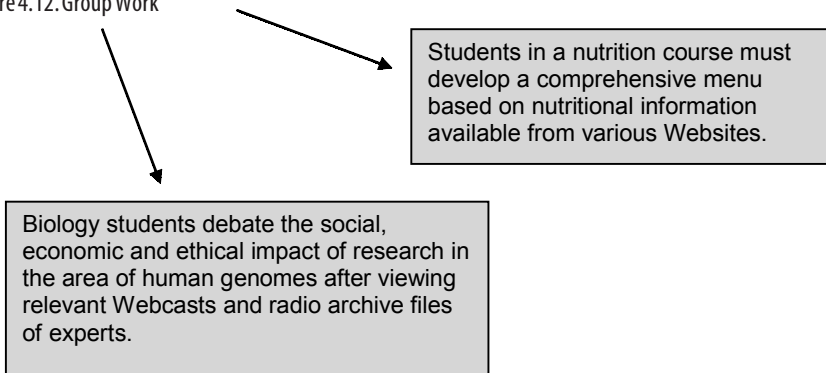 re 4.12. Group Work
Students in a nutrition course must
develop a comprehensive menu
based on nutritional information
available from various Websites.
Biology students debate the social,
economic and ethical impact of research in
the area of human genomes after viewing
relevant Webcasts and radio archive files
of experts.